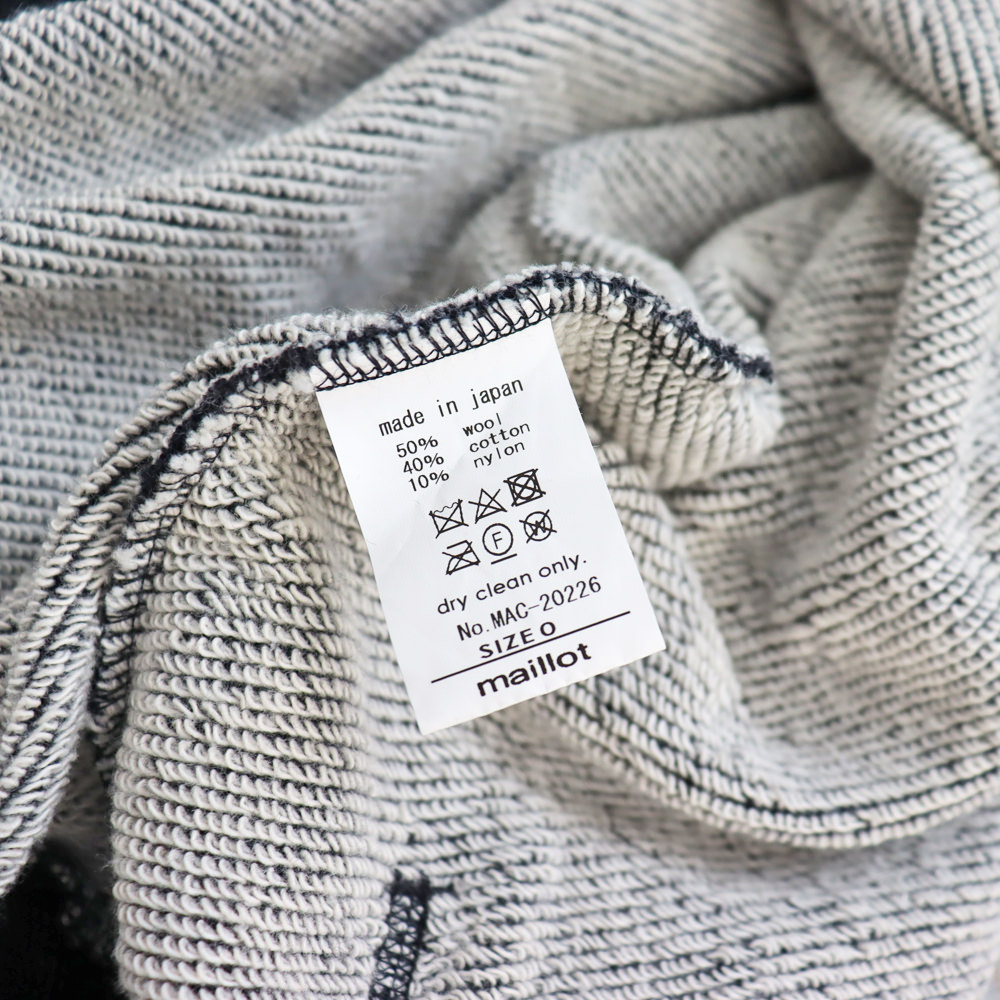 made in japan
50% wool
40% cotton
10% nylon
F W
dry clean only.
No.MAC-20226
SIZE 0
maillot